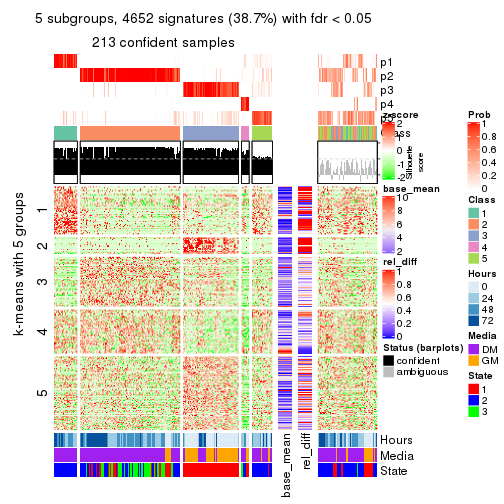 5 subgroups, 4652 signatures (38.7%) with fdr < 0.05
213 confident samples
p1
p2
p3
p4
Class
k-means with 5 groups
1
2
3
4
5
Silhouette
score
z-score
2
1
0
-1
-2
base_mean
10
8
6
4
2
rel_diff
1
0.8
0.6
0.4
0.2
0
Status (barplots)
confident
ambiguous
Prob
1
0.8
0.6
0.4
0.2
0
Class
1
2
3
4
5
Hours
0
24
48
72
Media
DM
GM
State
1
2
3
Hours
Media
State
base_mean
rel_diff